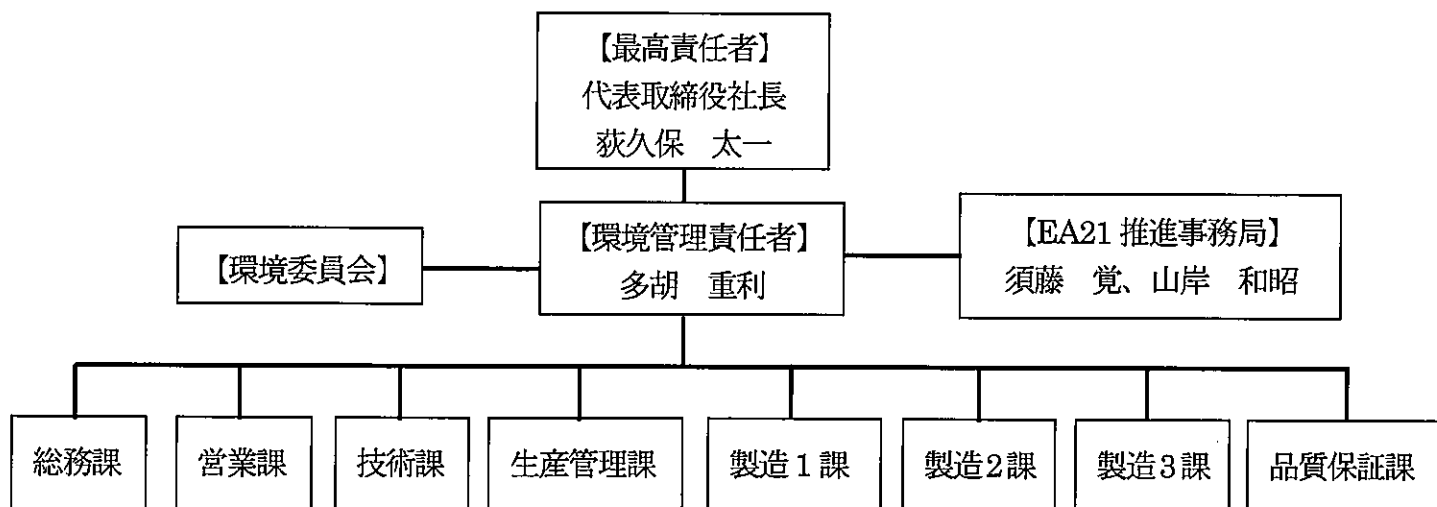 【最高責任者】
代表取締役社長
荻久保　太一
【環境管理責任者】
多胡　重利
【環境委員会】
【EA21 推進事務局】
須藤　覚、山岸　和昭
総務課
営業課
技術課
生産管理課
製造１課
製造２課
製造３課
品質保証課